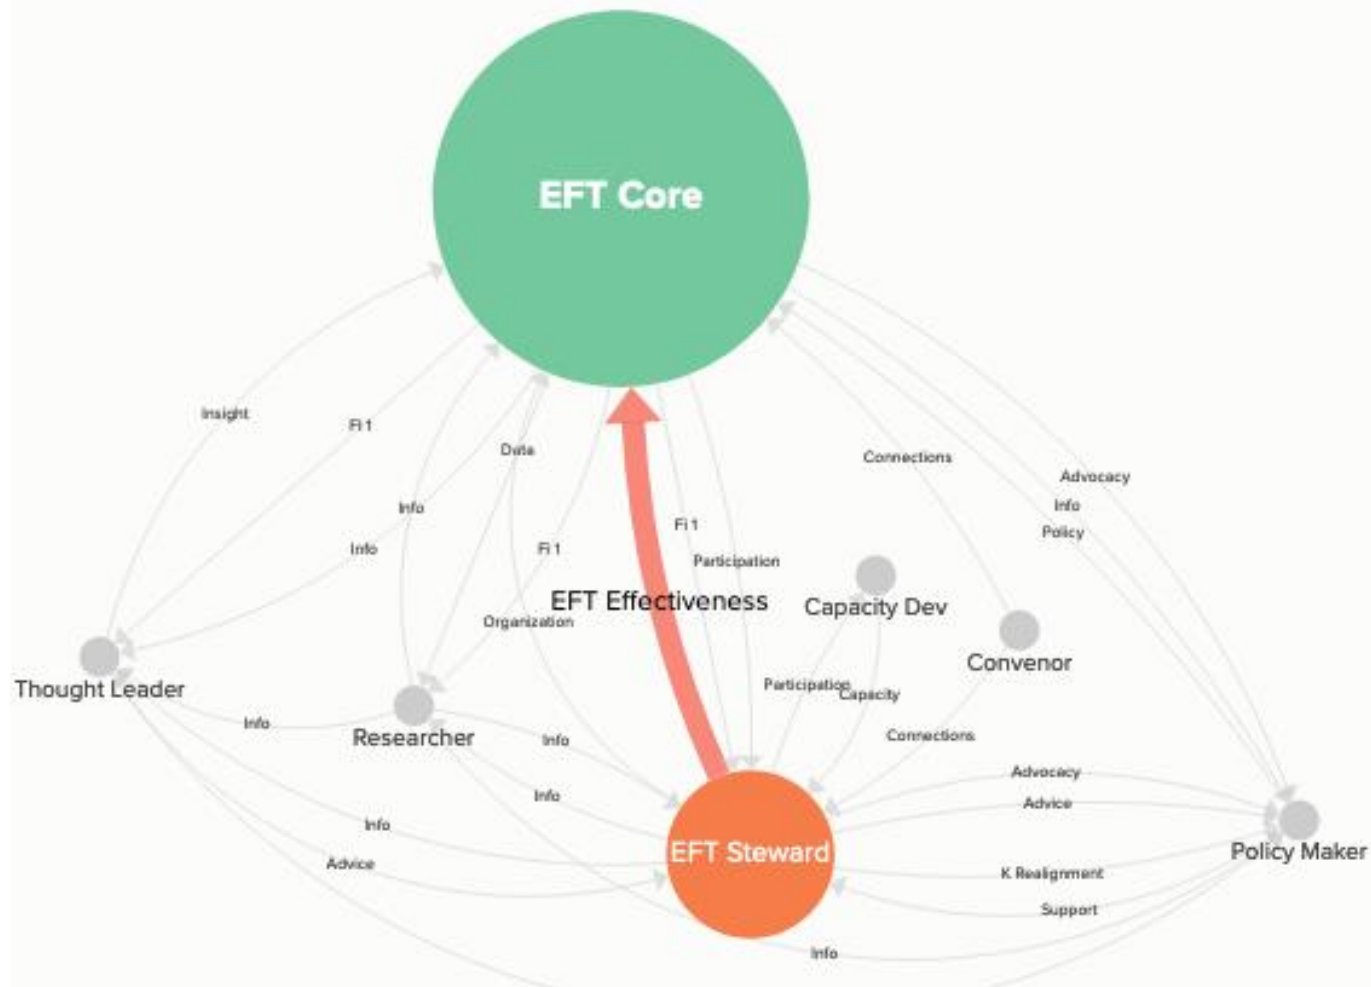 EFT Core
Insight
Fi 1
Data
Connections
Advocacy
Info
Info
Policy
Fi 1
Info
Fi 1
Participation
EFT Effectiveness
Capacity Dev
Organization
Convenor
Thought Leader
Participation
Capacity
Info
Researcher
Info
Connections
Advocacy
Info
Advice
Info
EFT Steward
Policy Maker
Advice
K Realignment
Support
Info